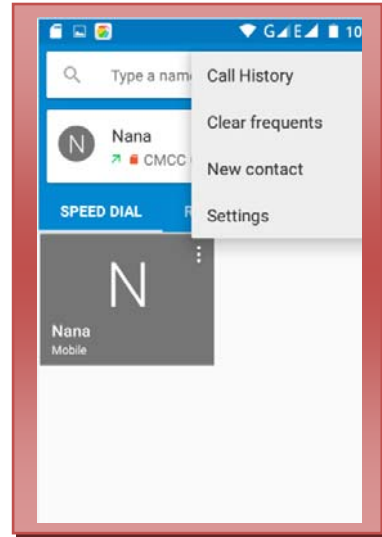 G E 10
Type a nam
Call History
Clear frequents
N
Nana
CMCC
New contact
SPEED DIAL
Settings
N
Nana
Mobile